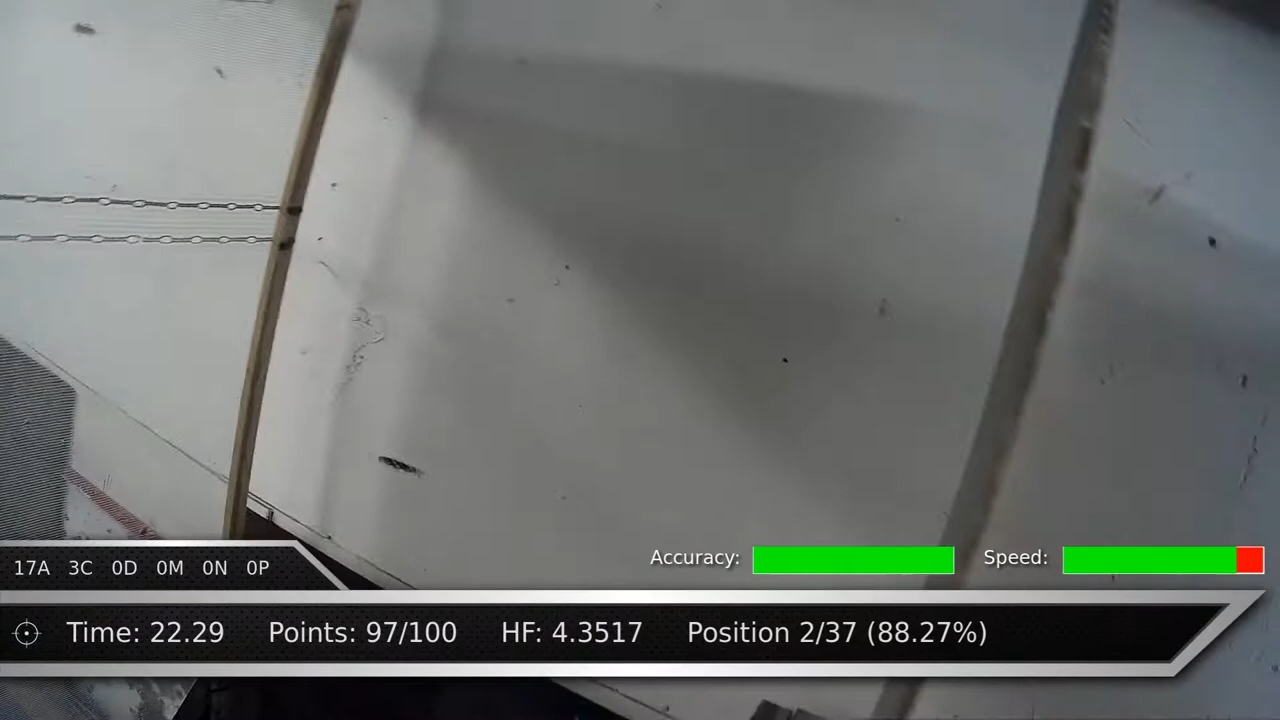 Accuracy: Speed:
17A 3C 0D 0M 0N 0P
Time: 22.29 Points: 97/100 HF: 4.3517 Position 2/37 (88.27%)